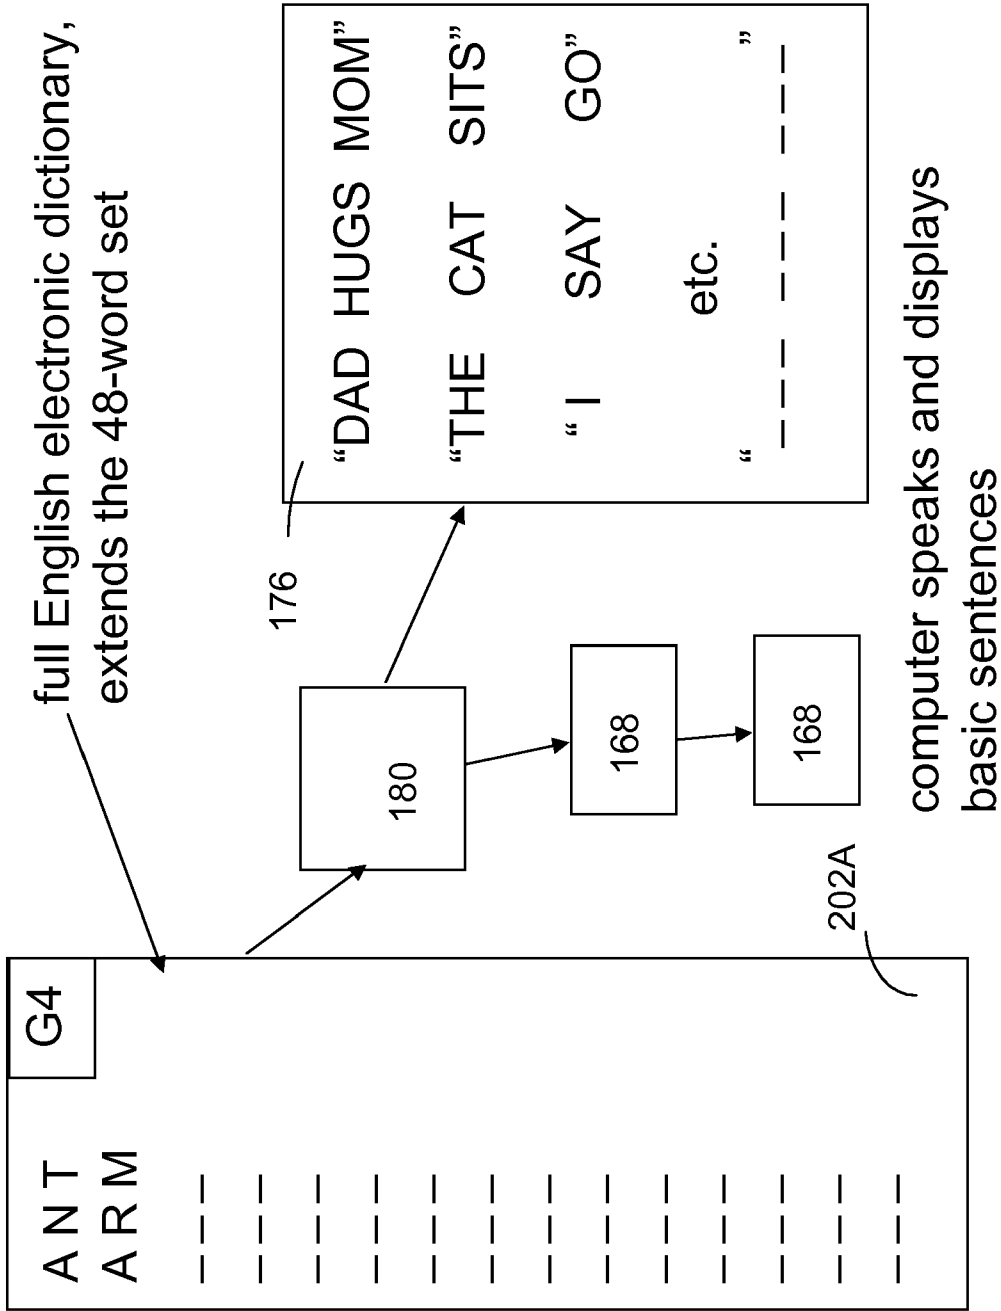 full English electronic dictionary,
extends the 48-word set
G4
A N T
A R M
_ _ _
_ _ _
_ _ _
_ _ _
_ _ _
_ _ _
_ _ _
_ _ _
_ _ _
_ _ _
_ _ _
_ _ _
_ _ _
202A
180
168
168
176
“DAD HUGS MOM”
“THE CAT SITS”
“ I SAY GO”
etc.
” ”
_ _ _ _ _ _ _ _ _
computer speaks and displays
basic sentences